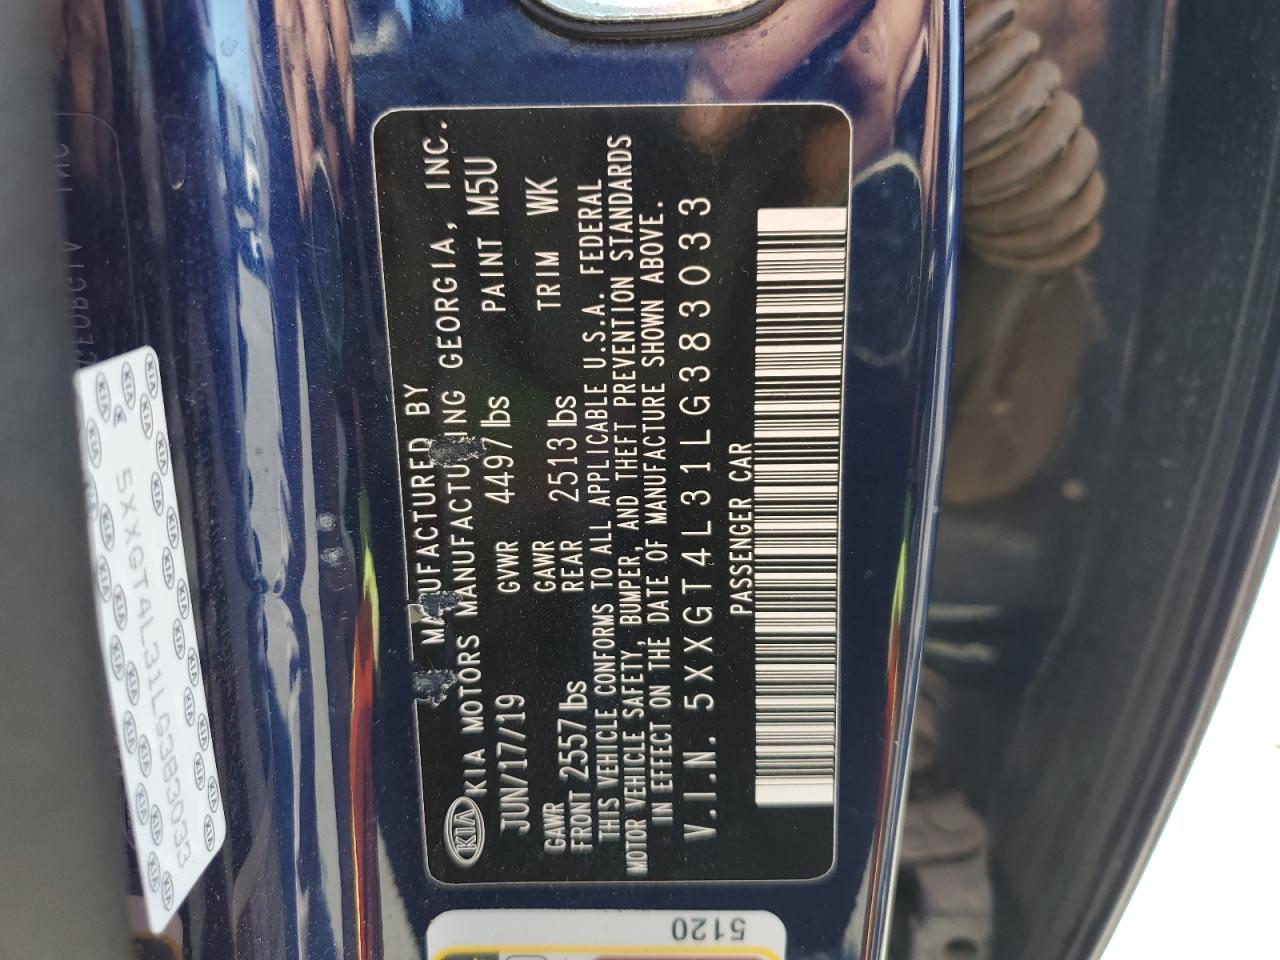 MANUFACTURED BY
KIA KIA MOTORS MANUFACTURING GEORGIA, INC.
JUN/17/19 GVWR 4497 lbs PAINT M5U
GAWR FRONT 2557 lbs GAWR REAR 2513 lbs TRIM WK
THIS VEHICLE CONFORMS TO ALL APPLICABLE U.S.A. FEDERAL
MOTOR VEHICLE SAFETY, BUMPER, AND THEFT PREVENTION STANDARDS
IN EFFECT ON THE DATE OF MANUFACTURE SHOWN ABOVE.
V.I.N. 5XXGT4L31LG383033
PASSENGER CAR
5XXGT4L31LG383033
KIA
5120